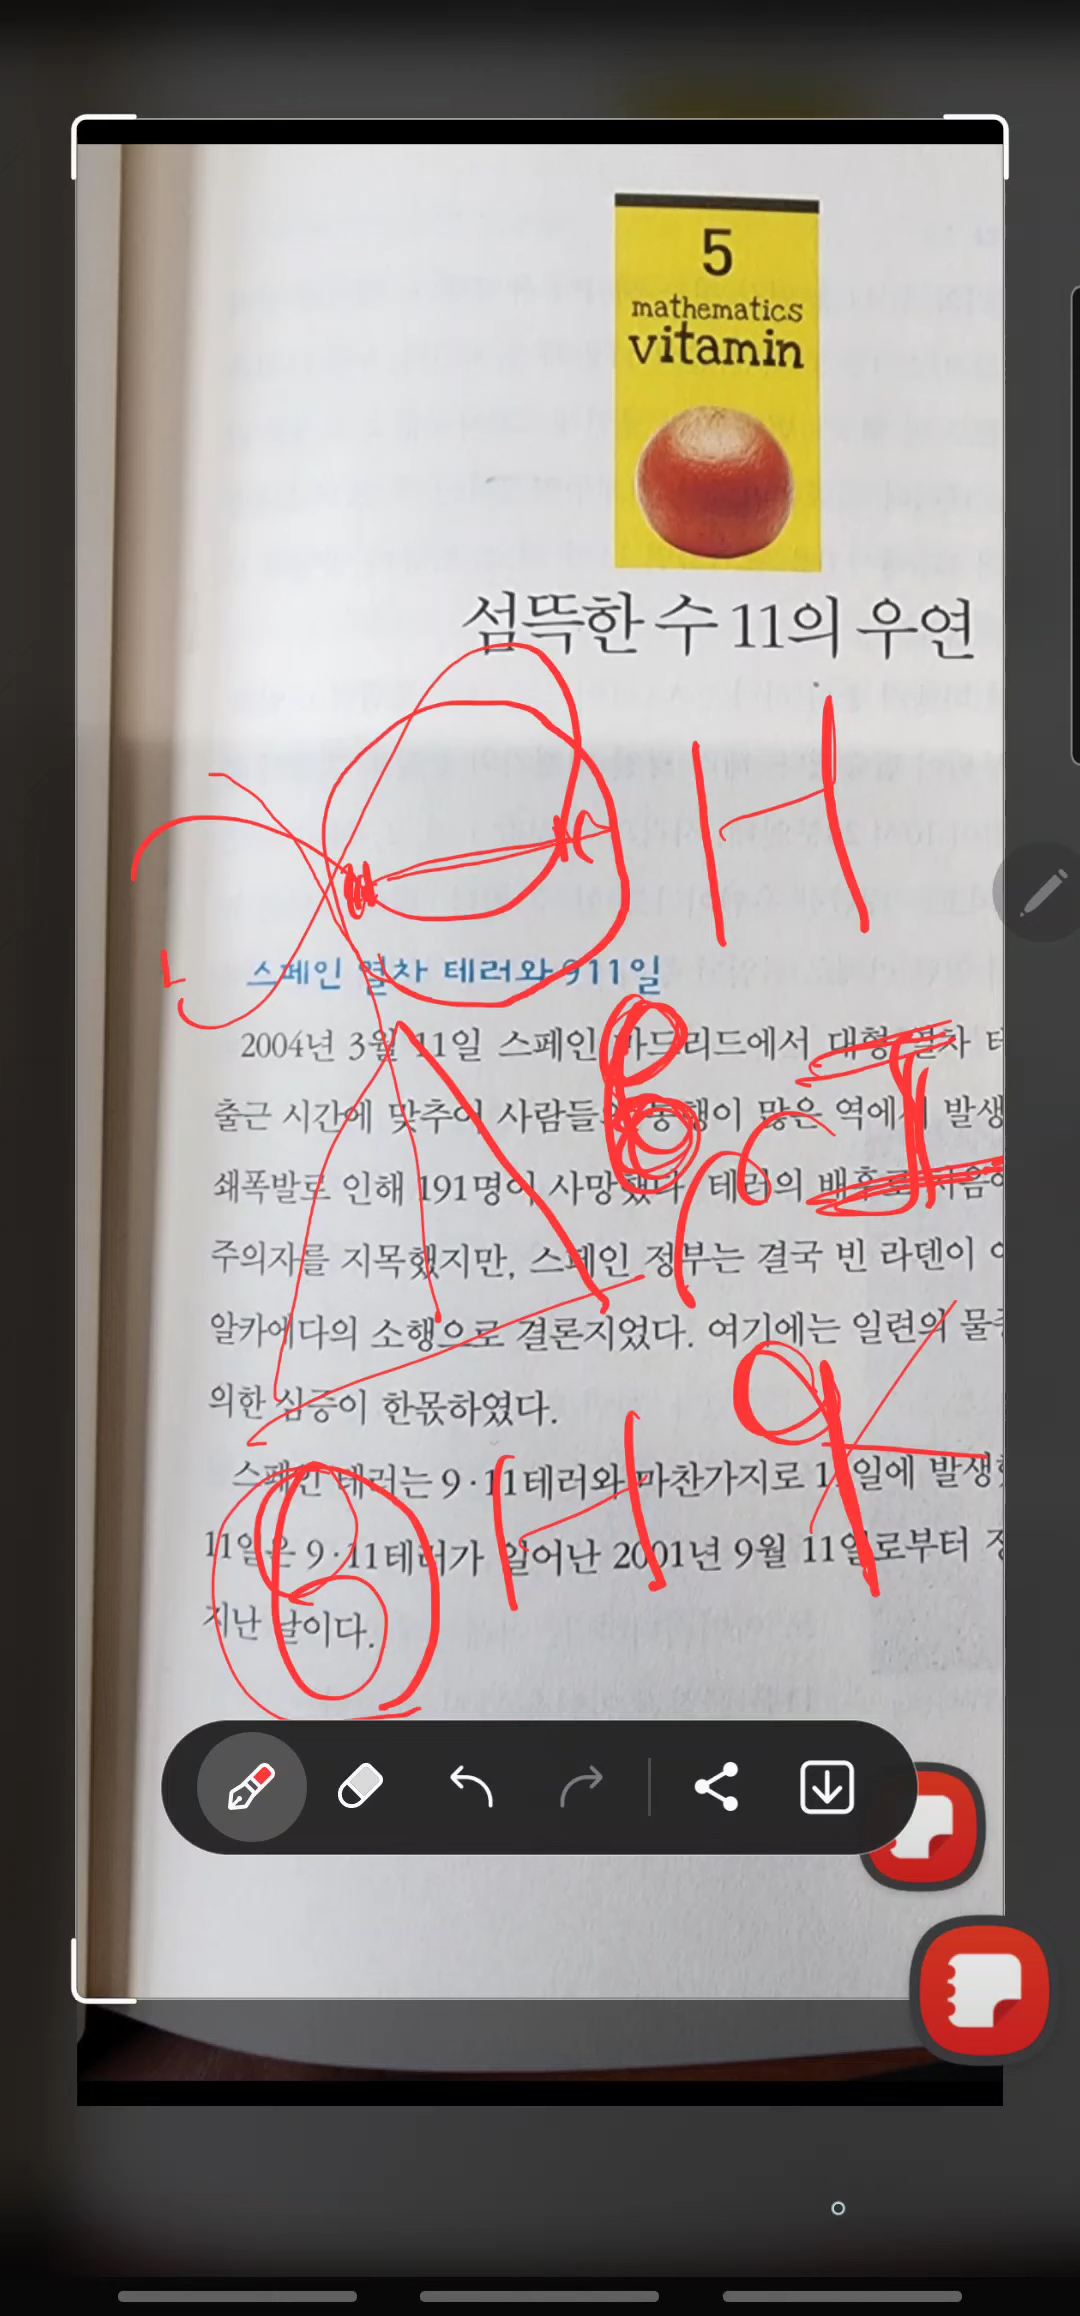 5
mathematics
vitamin
섬뜩한 수 11의 우연
H
스페인 열차 테러와 911일
2004년 3월 11일 스페인 마드리드에서 대형 열차
출근 시간에 맞추어 사람들의 통행이 많은 역에서 발생
쇄폭발로 인해 191명이 사망했다. 테러의 배후로 처음
주의자를 지목했지만, 스페인 정부는 결국 빈 라덴이
알카에다의 소행으로 결론지었다. 여기에는 일련의
의한 심증이 한몫하였다.
스페인 테러는 9·11테러와 마찬가지로 11일에 발생
11일은 9·11테러가 일어난 2001년 9월 11일로부터
지난 날이다.
B H